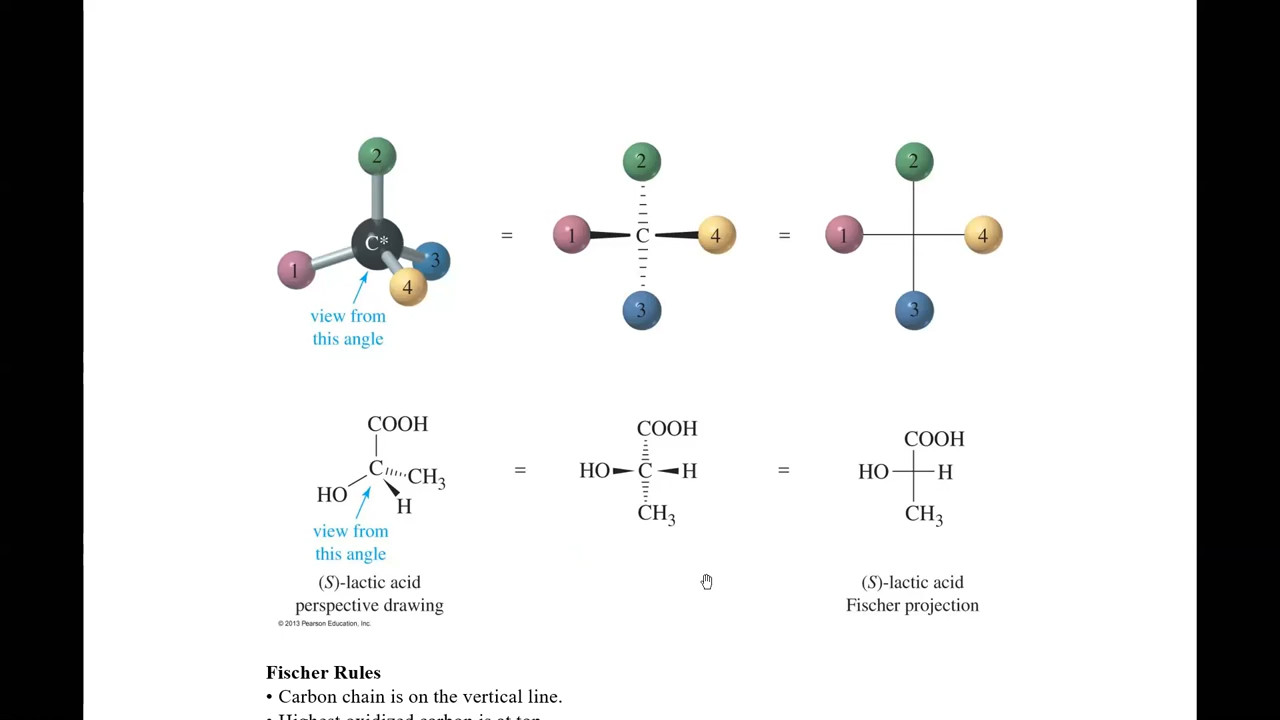 2 2 2
C* = 1 C 4 = 1 4
1 3
4
3 3
view from
this angle
COOH COOH COOH
C CH3 = HO C H = HO H
HO H
CH3 CH3
view from
this angle
(S)-lactic acid (S)-lactic acid
perspective drawing Fischer projection
© 2013 Pearson Education, Inc.
Fischer Rules
• Carbon chain is on the vertical line.
• Highest oxidized carbon is at top